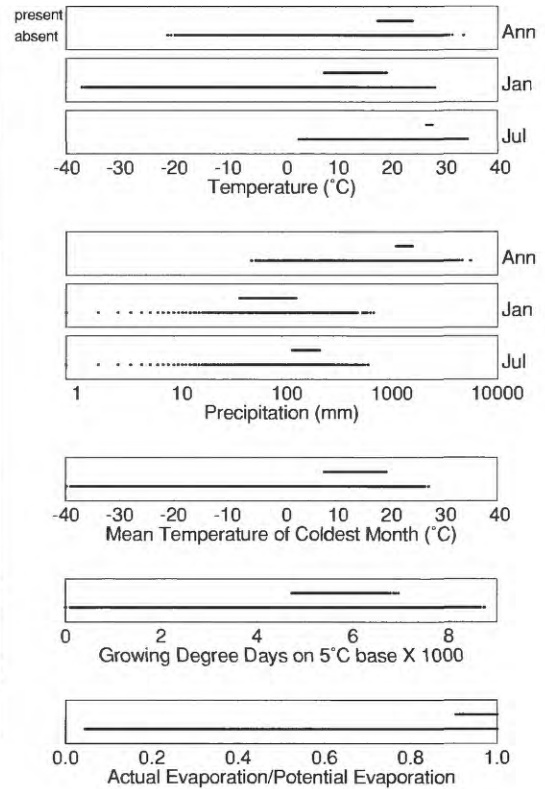 present
absent
Ann
Jan
Jul
-40 -30 -20 -10 0 10 20 30 40
Temperature (°C)
Ann
Jan
Jul
1 10 100 1000 10000
Precipitation (mm)
-40 -30 -20 -10 0 10 20 30 40
Mean Temperature of Coldest Month (°C)
0 2 4 6 8
Growing Degree Days on 5°C base X 1000
0.0 0.2 0.4 0.6 0.8 1.0
Actual Evaporation/Potential Evaporation